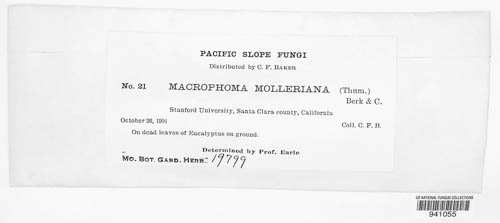 PACIFIC SLOPE FUNGI
Distributed by C. F. BAKER
No. 21 MACROPHOMA MOLLERIANA (Thum.)
Berk & C.
Stanford University, Santa Clara county, California
October 26, 1901 Coll. C. F. B.
On dead leaves of Eucalyptus on ground.
Determined by Prof. Earle
MO. BOT. GARD. HERB. 19799
US NATIONAL FUNGUS COLLECTIONS
941055